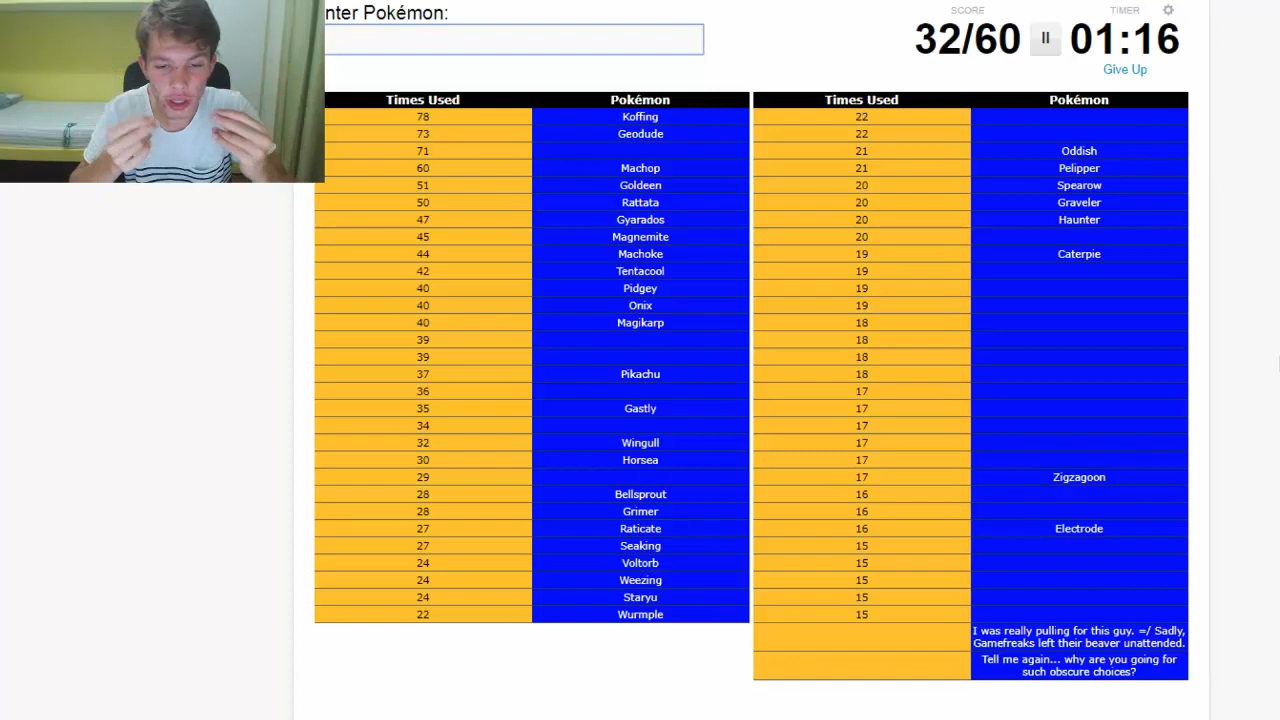 nter Pokémon:
SCORE
TIMER
32/60
01:16
Give Up
Times Used Pokémon
78 Koffing
73 Geodude
71
60 Machop
51 Goldeen
50 Rattata
47 Gyarados
45 Magnemite
44 Machoke
42 Tentacool
40 Pidgey
40 Onix
40 Magikarp
39
39
37 Pikachu
36
35 Gastly
34
32 Wingull
30 Horsea
29
28 Bellsprout
28 Grimer
27 Raticate
27 Seaking
24 Voltorb
24 Weezing
24 Staryu
22 Wurmple
Times Used Pokémon
22
22
21 Oddish
21 Pelipper
20 Spearow
20 Graveler
20 Haunter
20
19 Caterpie
19
19
19
18
18
18
18
17
17
17
17
17
17 Zigzagoon
16
16
16 Electrode
15
15
15
15
15
I was really pulling for this guy. =/ Sadly,
Gamefreaks left their beaver unattended.
Tell me again... why are you going for
such obscure choices?